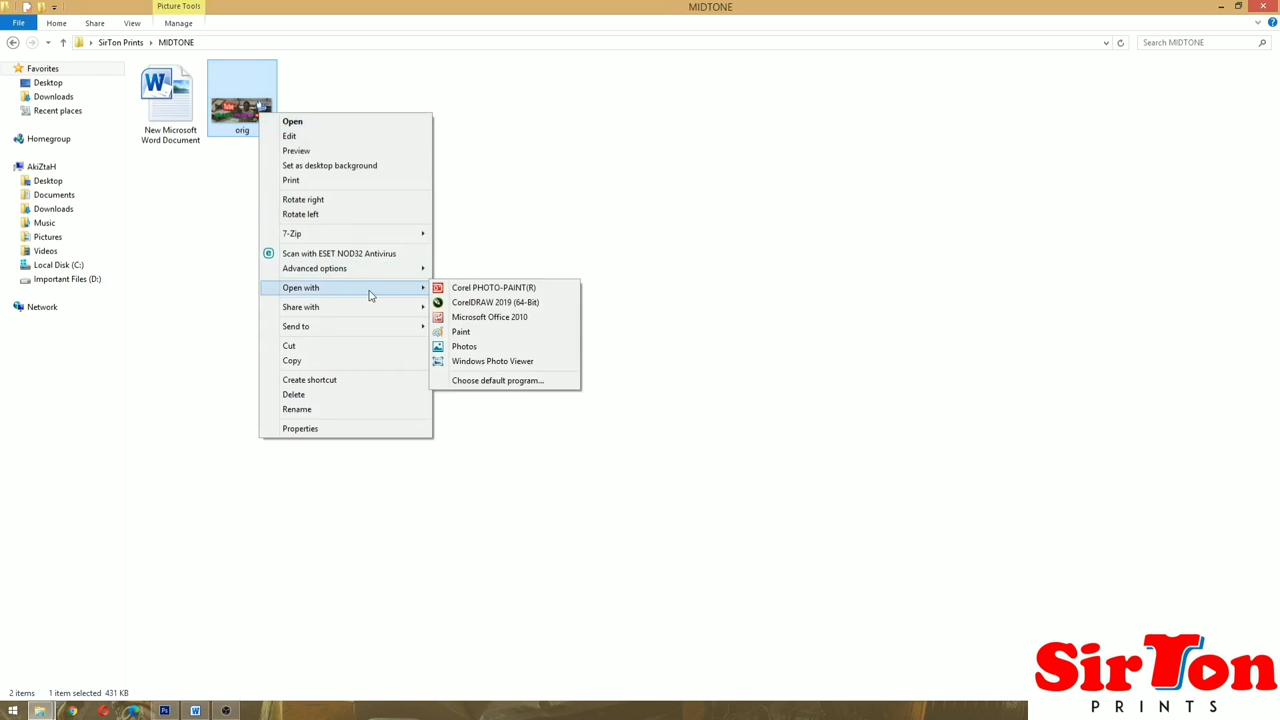 Picture Tools
MIDTONE
File
Home
Share
View
Manage
SirTon Prints
MIDTONE
Search MIDTONE
Favorites
Desktop
Downloads
Recent places
Homegroup
AkiZtaH
Desktop
Documents
Downloads
Music
Pictures
Videos
Local Disk (C:)
Important Files (D:)
Network
New Microsoft
Word Document
orig
Open
Edit
Preview
Set as desktop background
Print
Rotate right
Rotate left
7-Zip
Scan with ESET NOD32 Antivirus
Advanced options
Open with
Share with
Send to
Cut
Copy
Create shortcut
Delete
Rename
Properties
Corel PHOTO-PAINT(R)
CorelDRAW 2019 (64-Bit)
Microsoft Office 2010
Paint
Photos
Windows Photo Viewer
Choose default program...
2 items
1 item selected 431 KB
SirTon
PRINTS